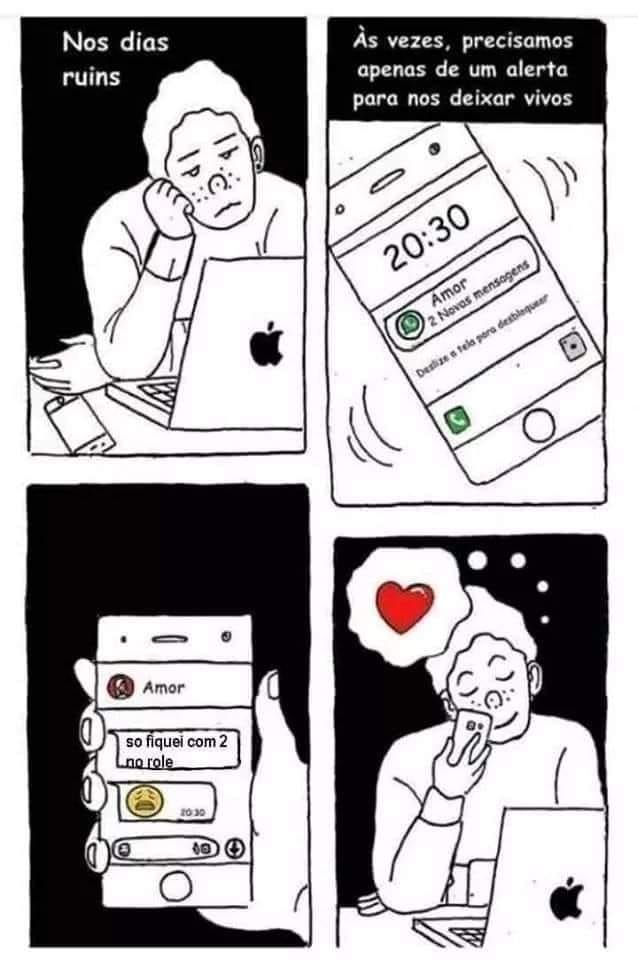 Nos dias
ruins
Às vezes, precisamos
apenas de um alerta
para nos deixar vivos
20:30
Amor
2 Novas mensagens
Deslize a tela para desbloquear
Amor
so fiquei com 2
no role
20:30